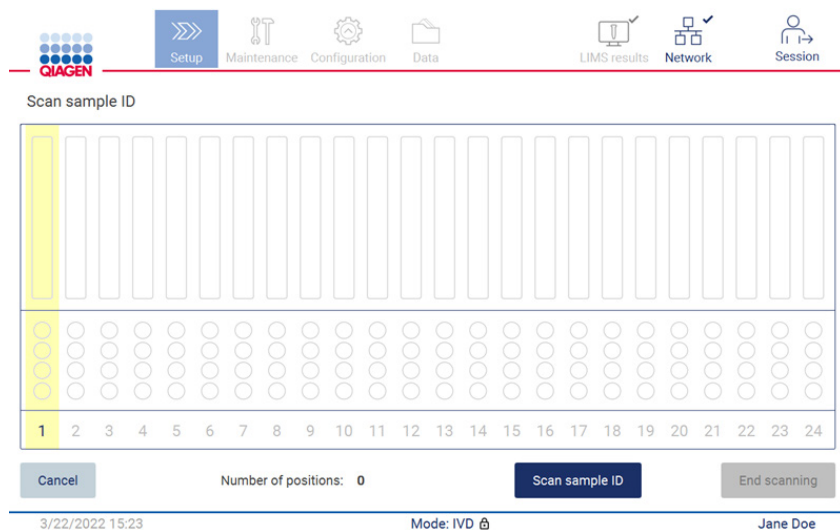 QIAGEN
Setup Maintenance Configuration Data LIMS results Network Session
Scan sample ID
1 2 3 4 5 6 7 8 9 10 11 12 13 14 15 16 17 18 19 20 21 22 23 24
Cancel Number of positions: 0 Scan sample ID End scanning
3/22/2022 15:23 Mode: IVD Jane Doe